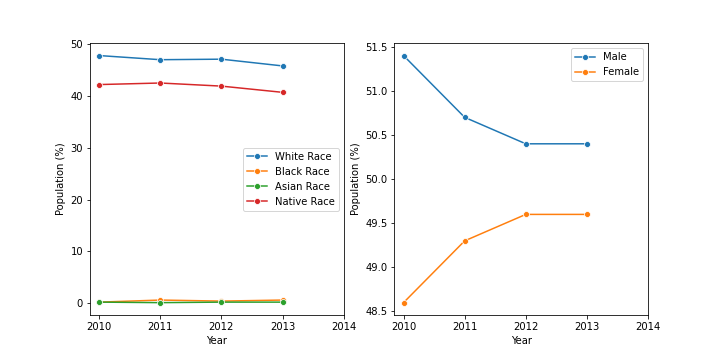 50
40
30
20
10
0
Population (%)
2010 2011 2012 2013 2014
Year
White Race
Black Race
Asian Race
Native Race
51.5
51.0
50.5
50.0
49.5
49.0
48.5
Population (%)
2010 2011 2012 2013 2014
Year
Male
Female